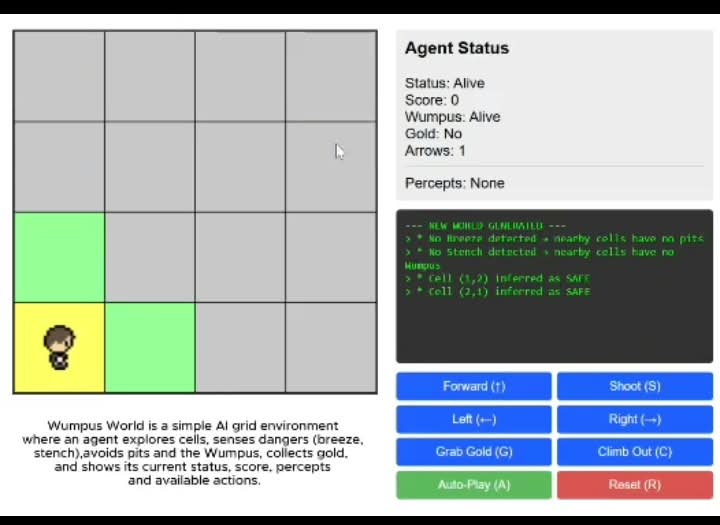 Agent Status
Status: Alive
Score: 0
Wumpus: Alive
Gold: No
Arrows: 1
Percepts: None
--- NEW WORLD GENERATED ---
> * No Breeze detected → nearby cells have no pits
> * No Stench detected → nearby cells have no
Wumpus
> * Cell (1,2) inferred as SAFE
> * Cell (2,1) inferred as SAFE
Forward (↑)
Shoot (S)
Left (←)
Right (→)
Grab Gold (G)
Climb Out (C)
Auto-Play (A)
Reset (R)
Wumpus World is a simple AI grid environment
where an agent explores cells, senses dangers (breeze,
stench),avoids pits and the Wumpus, collects gold,
and shows its current status, score, percepts
and available actions.